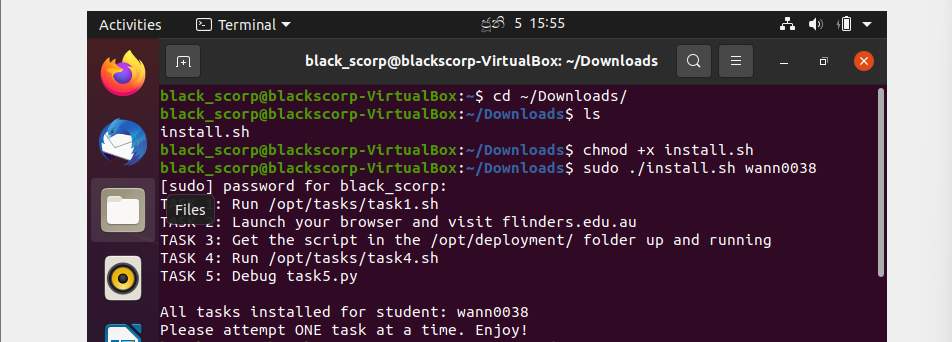 Activities
Terminal
ජූනි 5 15:55
black_scorp@blackscorp-VirtualBox: ~/Downloads
black_scorp@blackscorp-VirtualBox:~$ cd ~/Downloads/
black_scorp@blackscorp-VirtualBox:~/Downloads$ ls
install.sh
black_scorp@blackscorp-VirtualBox:~/Downloads$ chmod +x install.sh
black_scorp@blackscorp-VirtualBox:~/Downloads$ sudo ./install.sh wann0038
[sudo] password for black_scorp:
Files
TASK 1: Run /opt/tasks/task1.sh
TASK 2: Launch your browser and visit flinders.edu.au
TASK 3: Get the script in the /opt/deployment/ folder up and running
TASK 4: Run /opt/tasks/task4.sh
TASK 5: Debug task5.py
All tasks installed for student: wann0038
Please attempt ONE task at a time. Enjoy!